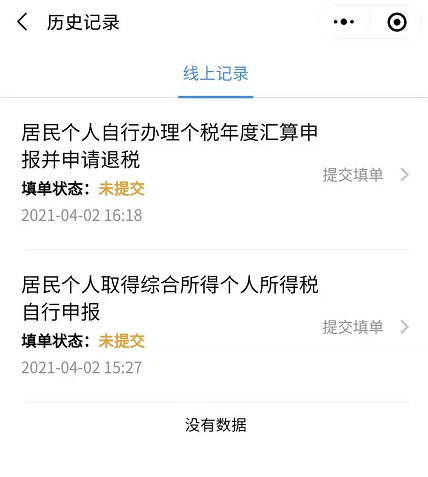 历史记录
线上记录
居民个人自行办理个税年度汇算申
报并申请退税
填单状态：未提交
提交填单
2021-04-02 16:18
居民个人取得综合所得个人所得税
自行申报
填单状态：未提交
提交填单
2021-04-02 15:27
没有数据